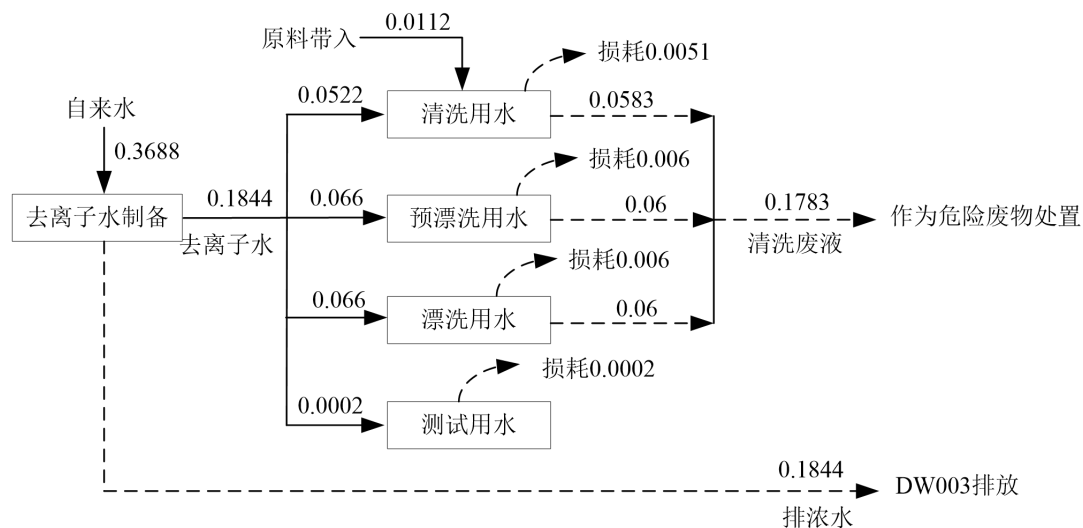 原料带入
0.0112
损耗0.0051
自来水
0.3688
0.0522
清洗用水
0.0583
损耗0.006
去离子水制备
0.1844
去离子水
0.066
预漂洗用水
0.06
0.1783
清洗废液
作为危险废物处置
损耗0.006
0.066
漂洗用水
0.06
损耗0.0002
0.0002
测试用水
0.1844
排浓水
DW003排放